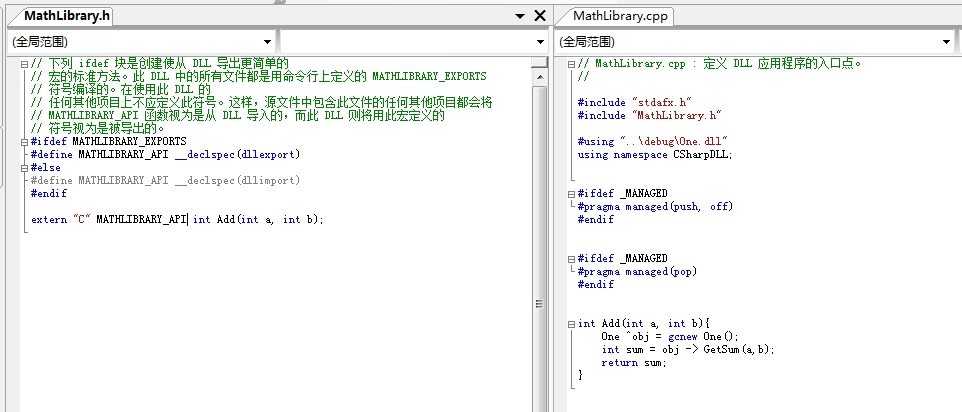 MathLibrary.h
(全局范围)
// 下列 ifdef 块是创建使从 DLL 导出更简单的
// 宏的标准方法。此 DLL 中的所有文件都是用命令行上定义的 MATHLIBRARY_EXPORTS
// 符号编译的。在使用此 DLL 的
// 任何其他项目上不应定义此符号。这样，源文件中包含此文件的任何其他项目都会将
// MATHLIBRARY_API 函数视为是从 DLL 导入的，而此 DLL 则将用此宏定义的
// 符号视为是被导出的。
#ifdef MATHLIBRARY_EXPORTS
#define MATHLIBRARY_API __declspec(dllexport)
#else
#define MATHLIBRARY_API __declspec(dllimport)
#endif
extern "C" MATHLIBRARY_API int Add(int a, int b);
MathLibrary.cpp
(全局范围)
// MathLibrary.cpp : 定义 DLL 应用程序的入口点。
//
#include "stdafx.h"
#include "MathLibrary.h"
#using "..\debug\One.dll"
using namespace CSharpDLL;
#ifdef _MANAGED
#pragma managed(push, off)
#endif
#ifdef _MANAGED
#pragma managed(pop)
#endif
int Add(int a, int b){
One ^obj = gcnew One();
int sum = obj -> GetSum(a,b);
return sum;
}